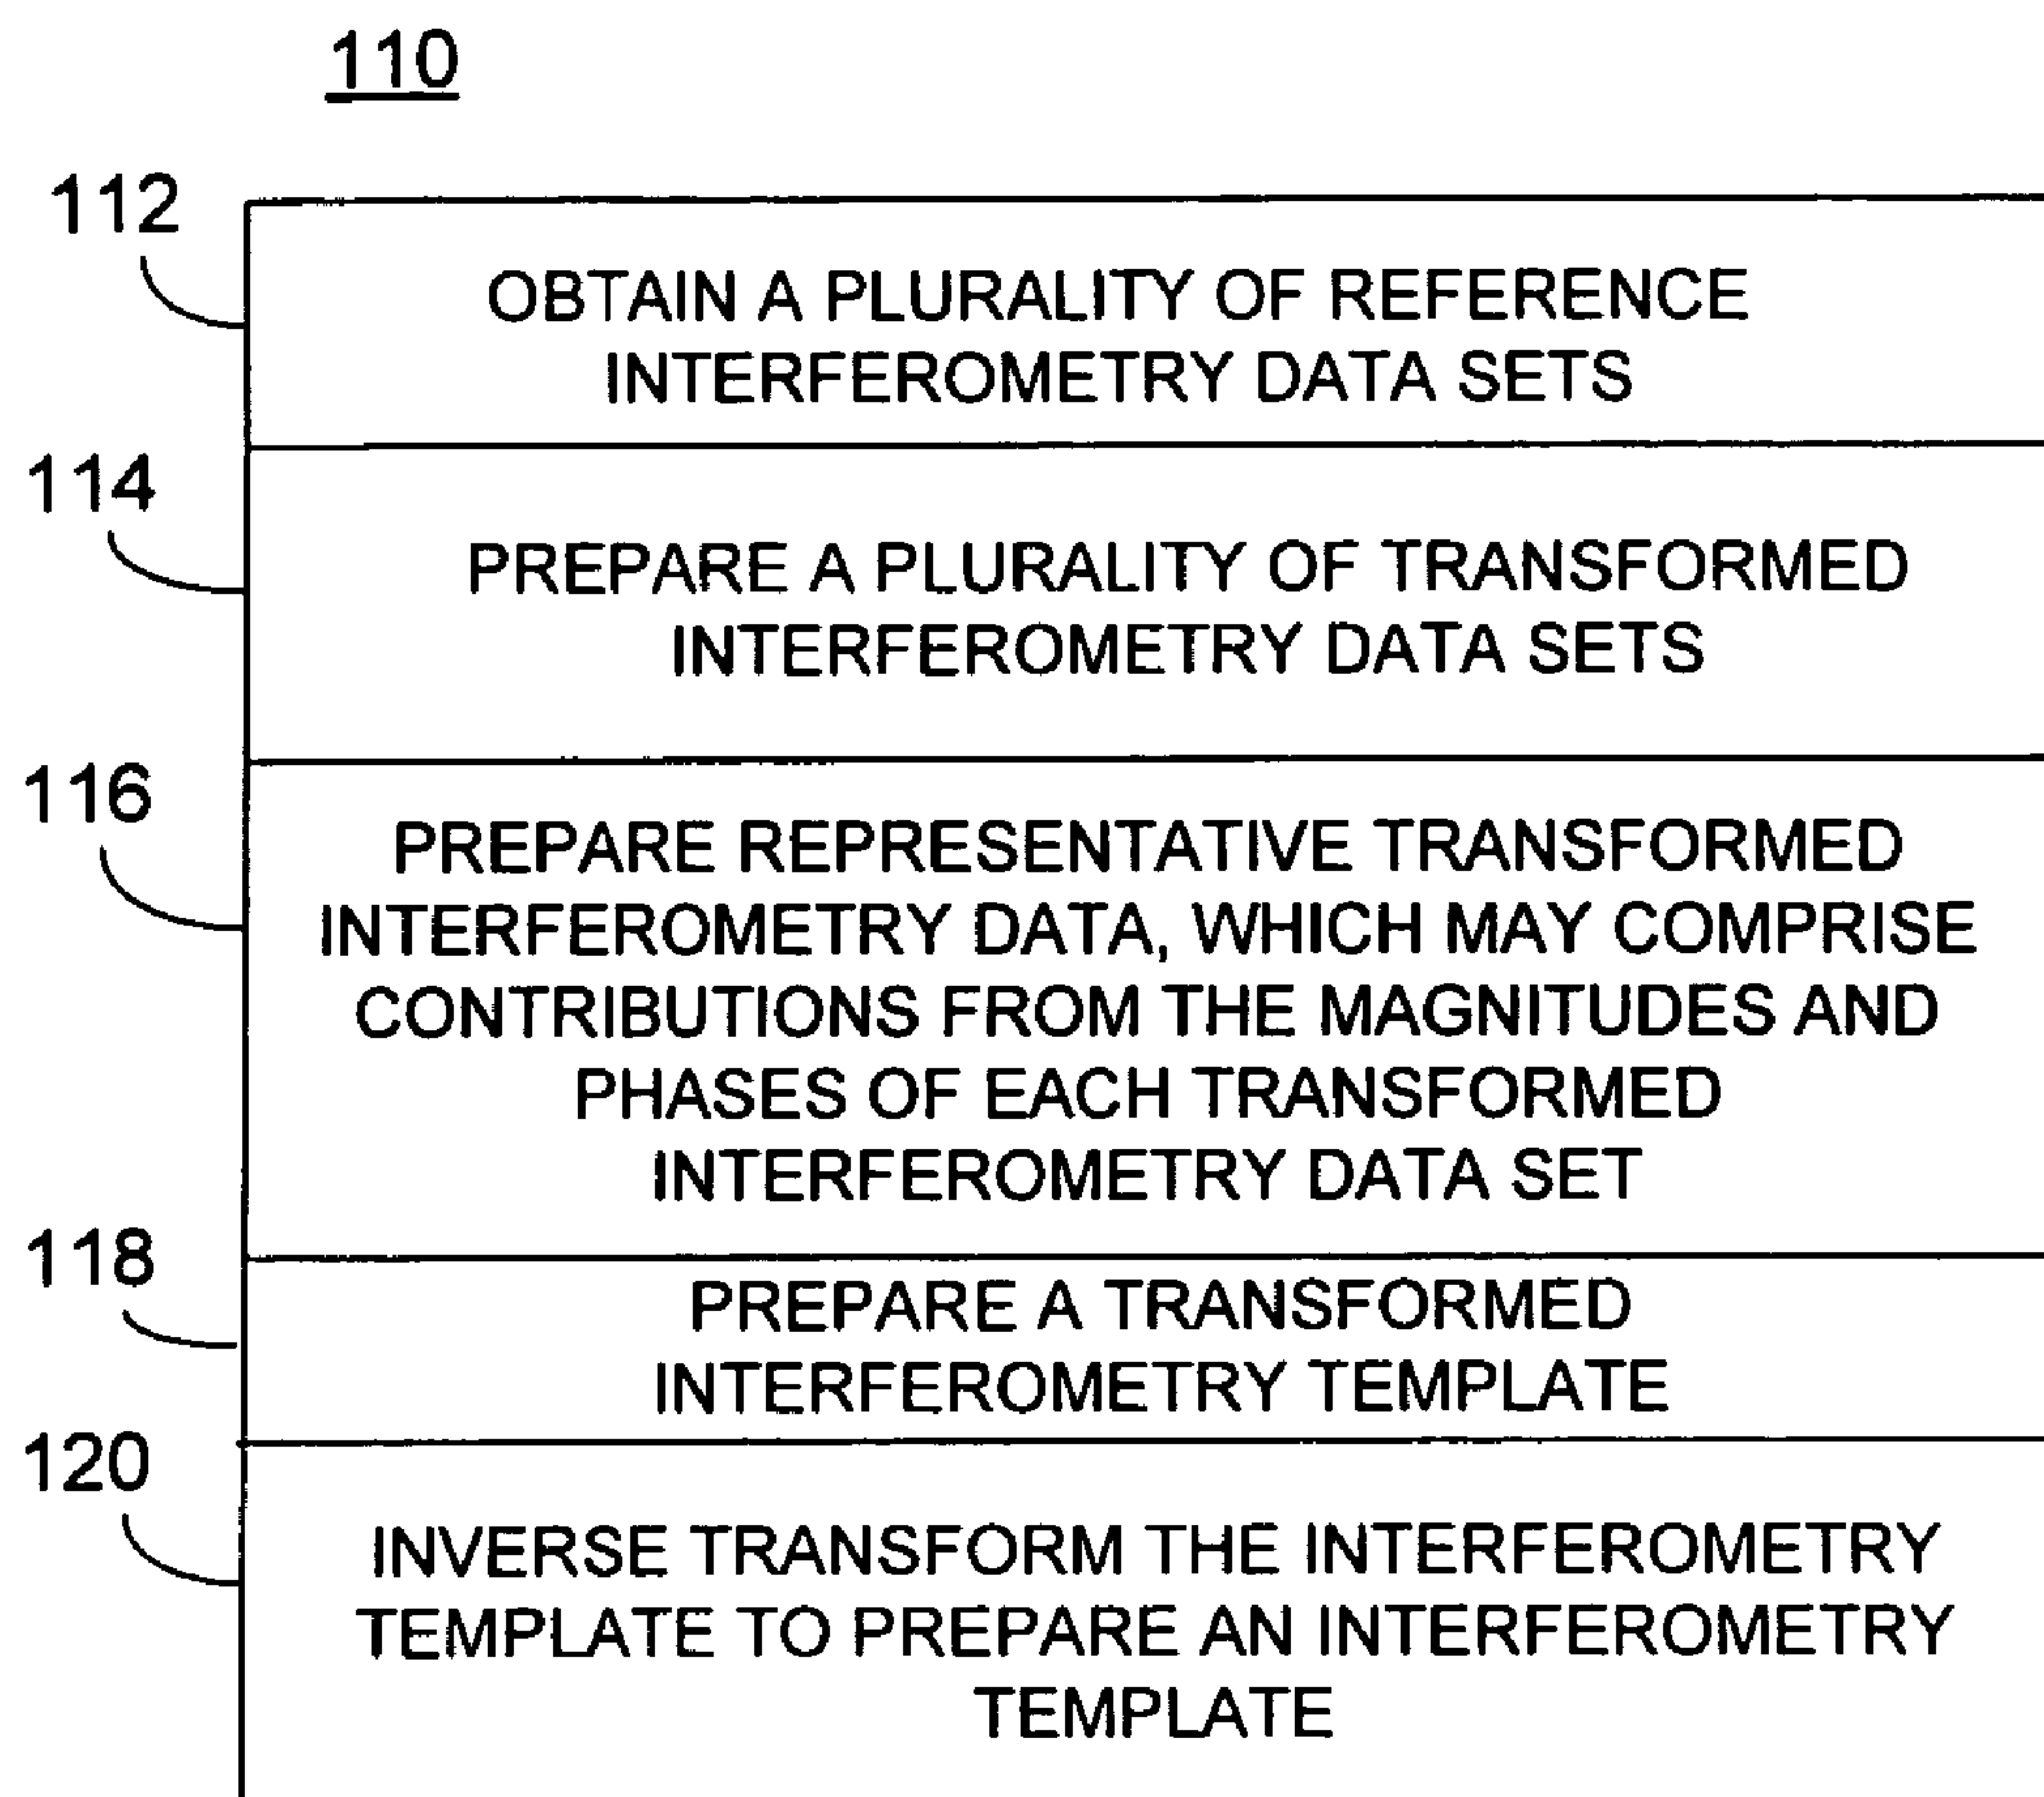 110
112
OBTAIN A PLURALITY OF REFERENCE
INTERFEROMETRY DATA SETS
114
PREPARE A PLURALITY OF TRANSFORMED
INTERFEROMETRY DATA SETS
116
PREPARE REPRESENTATIVE TRANSFORMED
INTERFEROMETRY DATA, WHICH MAY COMPRISE
CONTRIBUTIONS FROM THE MAGNITUDES AND
PHASES OF EACH TRANSFORMED
INTERFEROMETRY DATA SET
118
PREPARE A TRANSFORMED
INTERFEROMETRY TEMPLATE
120
INVERSE TRANSFORM THE INTERFEROMETRY
TEMPLATE TO PREPARE AN INTERFEROMETRY
TEMPLATE